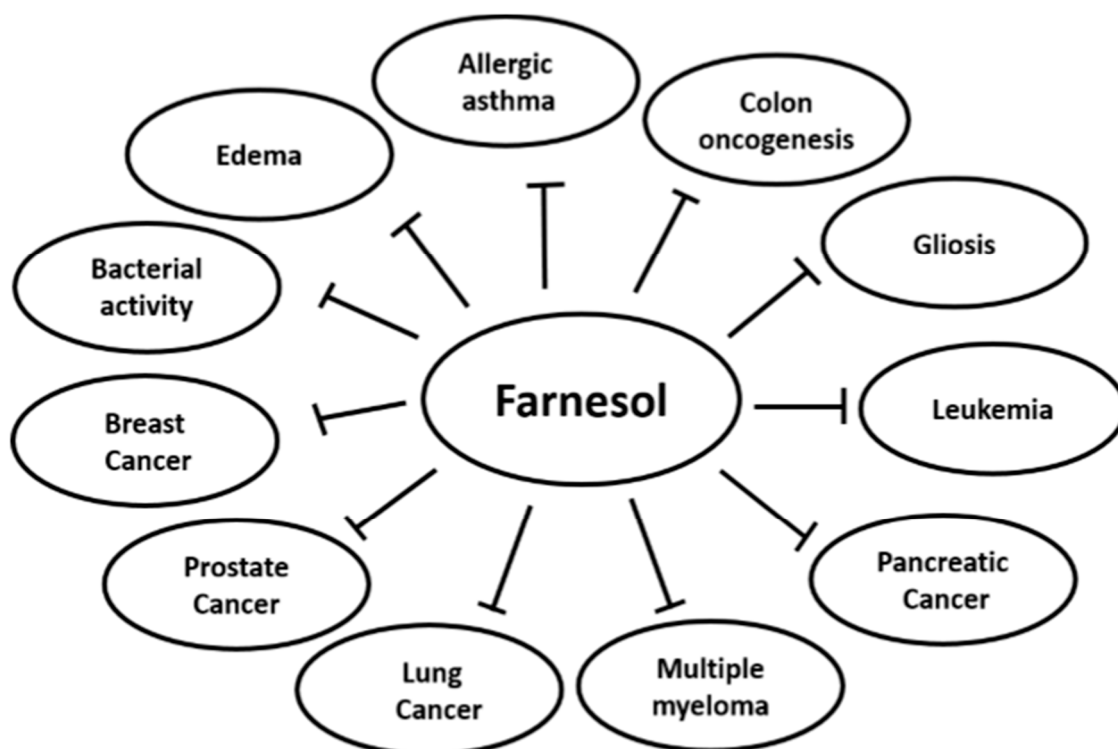 Allergic
asthma
Colon
oncogenesis
Edema
Gliosis
Bacterial
activity
Farnesol
Leukemia
Breast
Cancer
Pancreatic
Cancer
Prostate
Cancer
Lung
Cancer
Multiple
myeloma